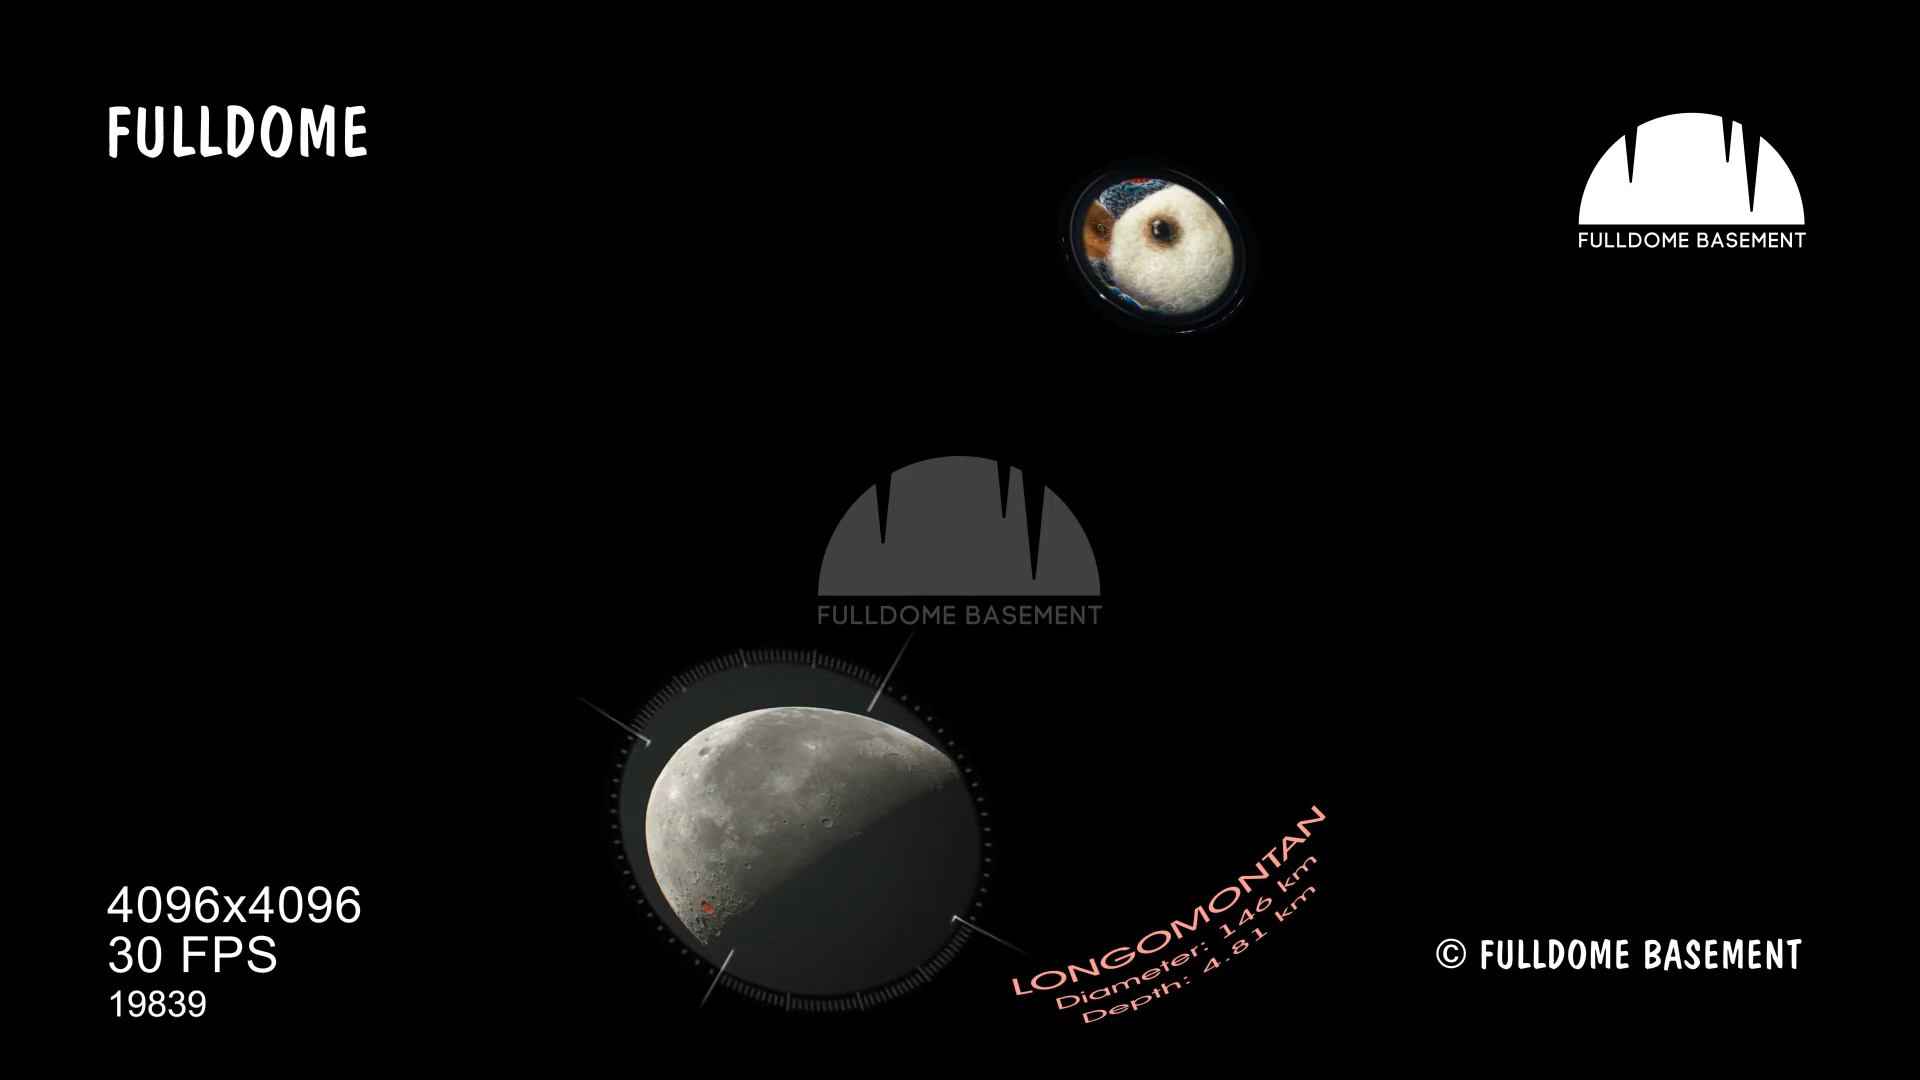 FULLDOME
FULLDOME BASEMENT
FULLDOME BASEMENT
LONGOMONTAN
Diameter: 146 km
Depth: 4.81 km
4096x4096
30 FPS
19839
© FULLDOME BASEMENT